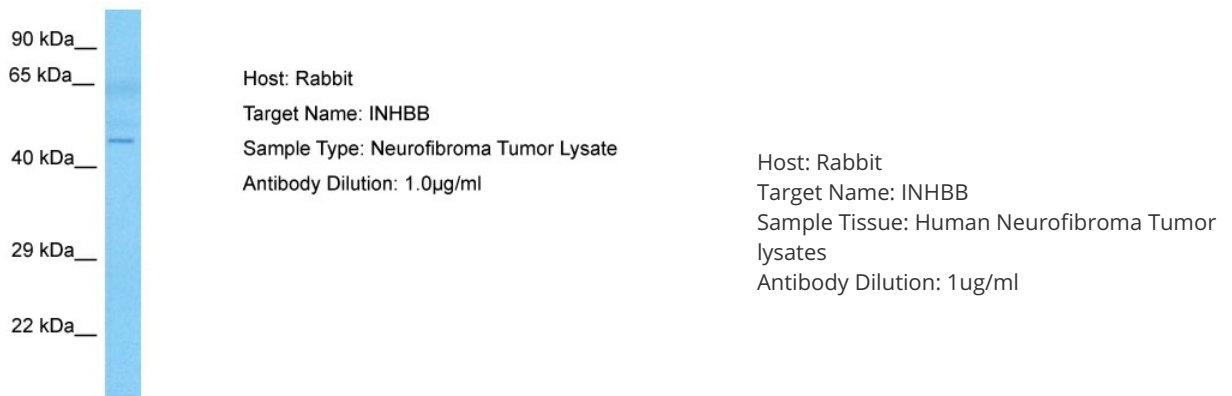 90 kDa__
65 kDa__
40 kDa__
29 kDa__
22 kDa__
Host: Rabbit
Target Name: INHBB
Sample Type: Neurofibroma Tumor Lysate
Antibody Dilution: 1.0µg/ml
Host: Rabbit
Target Name: INHBB
Sample Tissue: Human Neurofibroma Tumor
lysates
Antibody Dilution: 1ug/ml